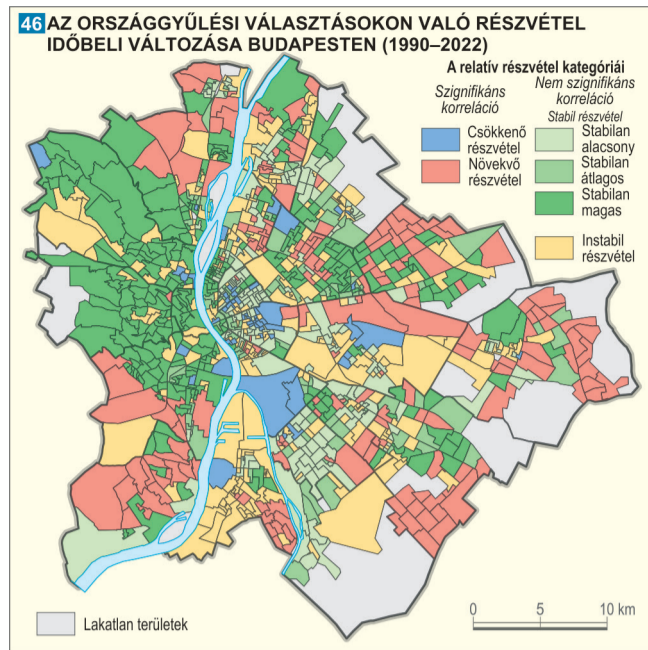 46 AZ ORSZÁGGYŰLÉSI VÁLASZTÁSOKON VALÓ RÉSZVÉTEL
IDŐBELI VÁLTOZÁSA BUDAPESTEN (1990–2022)
A relatív részvétel kategóriái
Szignifikáns
korreláció
Csökkenő
részvétel
Növekvő
részvétel
Nem szignifikáns
korreláció
Stabil részvétel
Stabilan
alacsony
Stabilan
átlagos
Stabilan
magas
Instabil
részvétel
Lakatlan területek
0 5 10 km